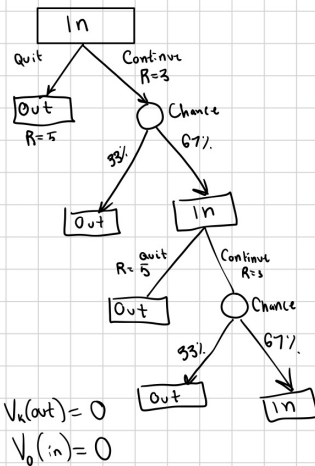 In
Quit
Continue
R=3
Out
R=5
Chance
33%
67%
Out
In
Quit
R=5
Continue
R=3
Out
Chance
33%
67%
Out
In
Vₖ(out) = 0
V₀(in) = 0